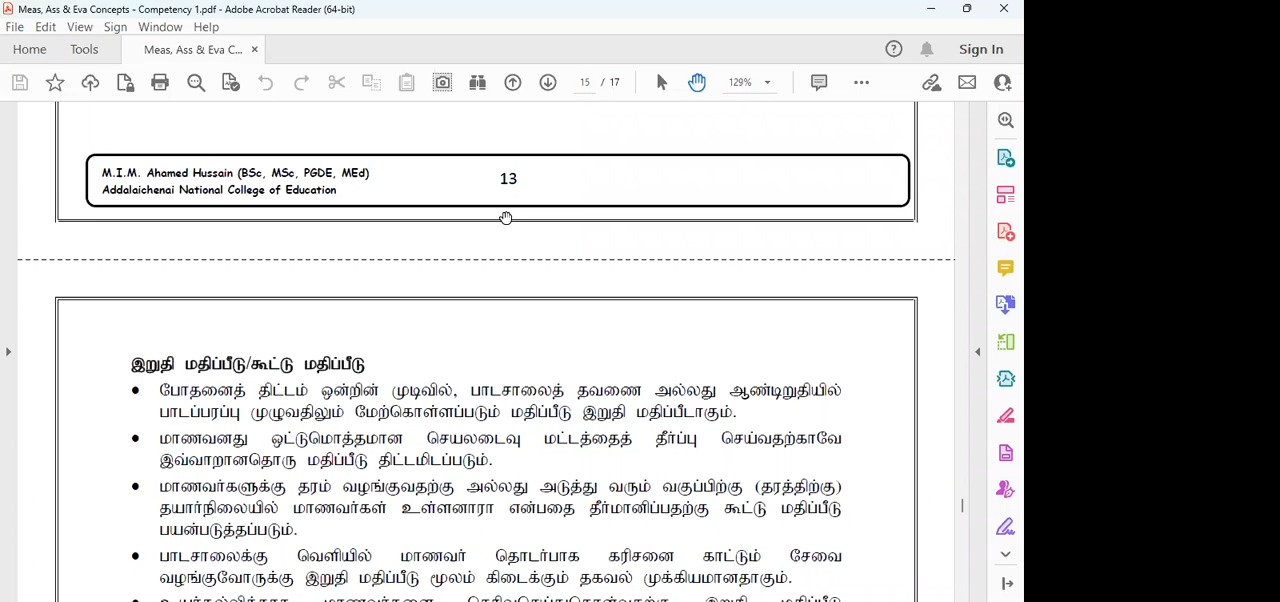 Meas, Ass & Eva Concepts - Competency 1.pdf - Adobe Acrobat Reader (64-bit)
File Edit View Sign Window Help
Home Tools Meas, Ass & Eva C... × Sign In
15 / 17 129%
M.I.M. Ahamed Hussain (BSc, MSc, PGDE, MEd)
Addalaichenai National College of Education
13
இறுதி மதிப்பீடு/கூட்டு மதிப்பீடு
• போதனைத் திட்டம் ஒன்றின் முடிவில், பாடசாலைத் தவணை அல்லது ஆண்டிறுதியில்
பாடப்பரப்பு முழுவதிலும் மேற்கொள்ளப்படும் மதிப்பீடு இறுதி மதிப்பீடாகும்.
• மாணவனது ஒட்டுமொத்தமான செயலடைவு மட்டத்தைத் தீர்ப்பு செய்வதற்காவே
இவ்வாறானதொரு மதிப்பீடு திட்டமிடப்படும்.
• மாணவர்களுக்கு தரம் வழங்குவதற்கு அல்லது அடுத்து வரும் வகுப்பிற்கு (தரத்திற்கு)
தயார்நிலையில் மாணவர்கள் உள்ளனாரா என்பதை தீர்மானிப்பதற்கு கூட்டு மதிப்பீடு
பயன்படுத்தப்படும்.
• பாடசாலைக்கு வெளியில் மாணவர் தொடர்பாக கரிசனை காட்டும் சேவை
வழங்குவோருக்கு இறுதி மதிப்பீடு மூலம் கிடைக்கும் தகவல் முக்கியமானதாகும்.